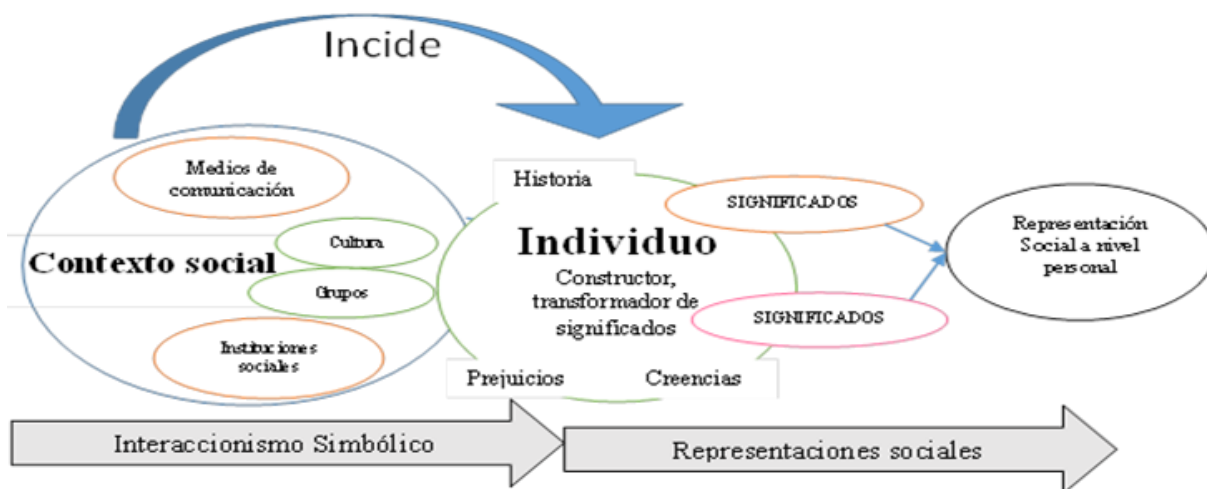 Incide
Medios de
comunicación
Contexto social
Cultura
Grupos
Instituciones
sociales
Historia
Individuo
Constructor,
transformador de
significados
Prejuicios
Creencias
SIGNIFICADOS
SIGNIFICADOS
Representación
Social a nivel
personal
Interaccionismo Simbólico
Representaciones sociales